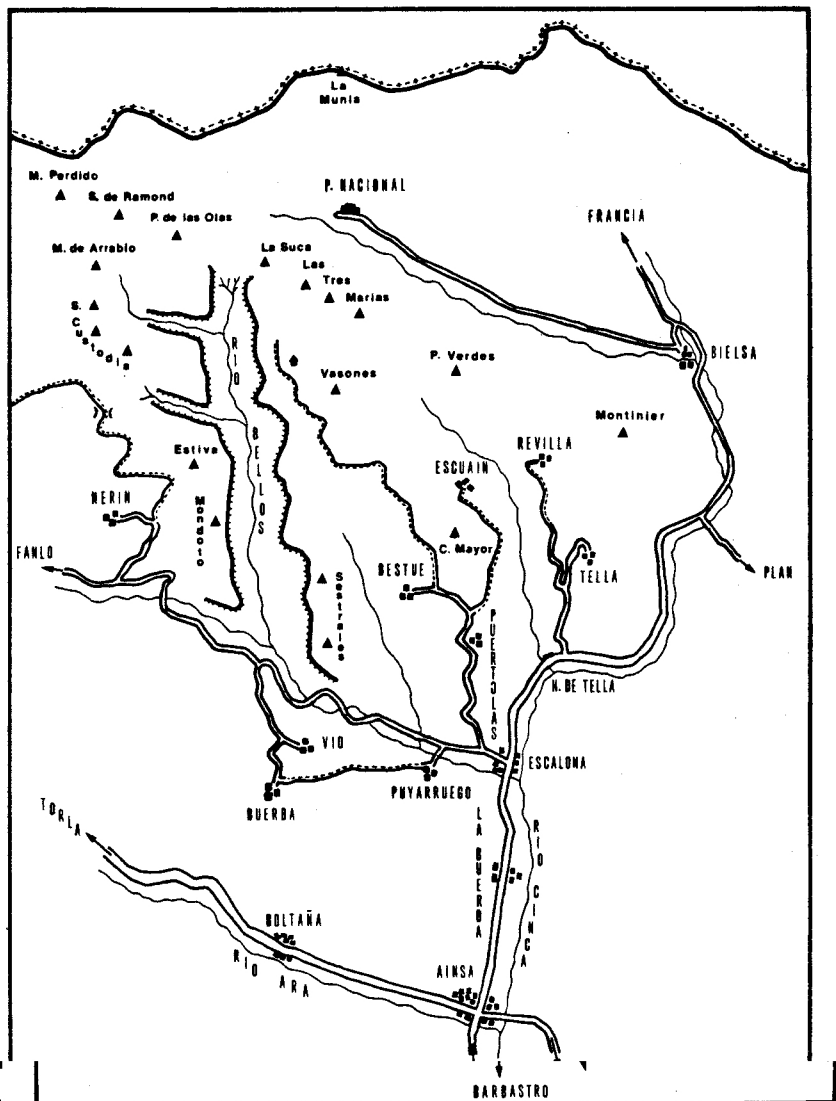 La
Munia
M. Perdido
S. de Ramond
P. de las Olas
P. NACIONAL
FRANCIA
M. de Arrablo
La Suca
Las
Tres
Marias
S.
Custodia
RIO
BELLOS
BIELSA
P. Verdes
Vasones
Montinier
REVILLA
Estiva
ESCUAIN
NERIN
Mondoto
C. Mayor
FANLO
BESTUE
TELLA
PLAN
Sestrales
PUERTOLAS
H. DE TELLA
VIO
ESCALONA
BUERBA
PUYARRUEGO
TORLA
LA BUERDA
RIO CINCA
BOLTAÑA
RIO ARA
AINSA
BARBASTRO